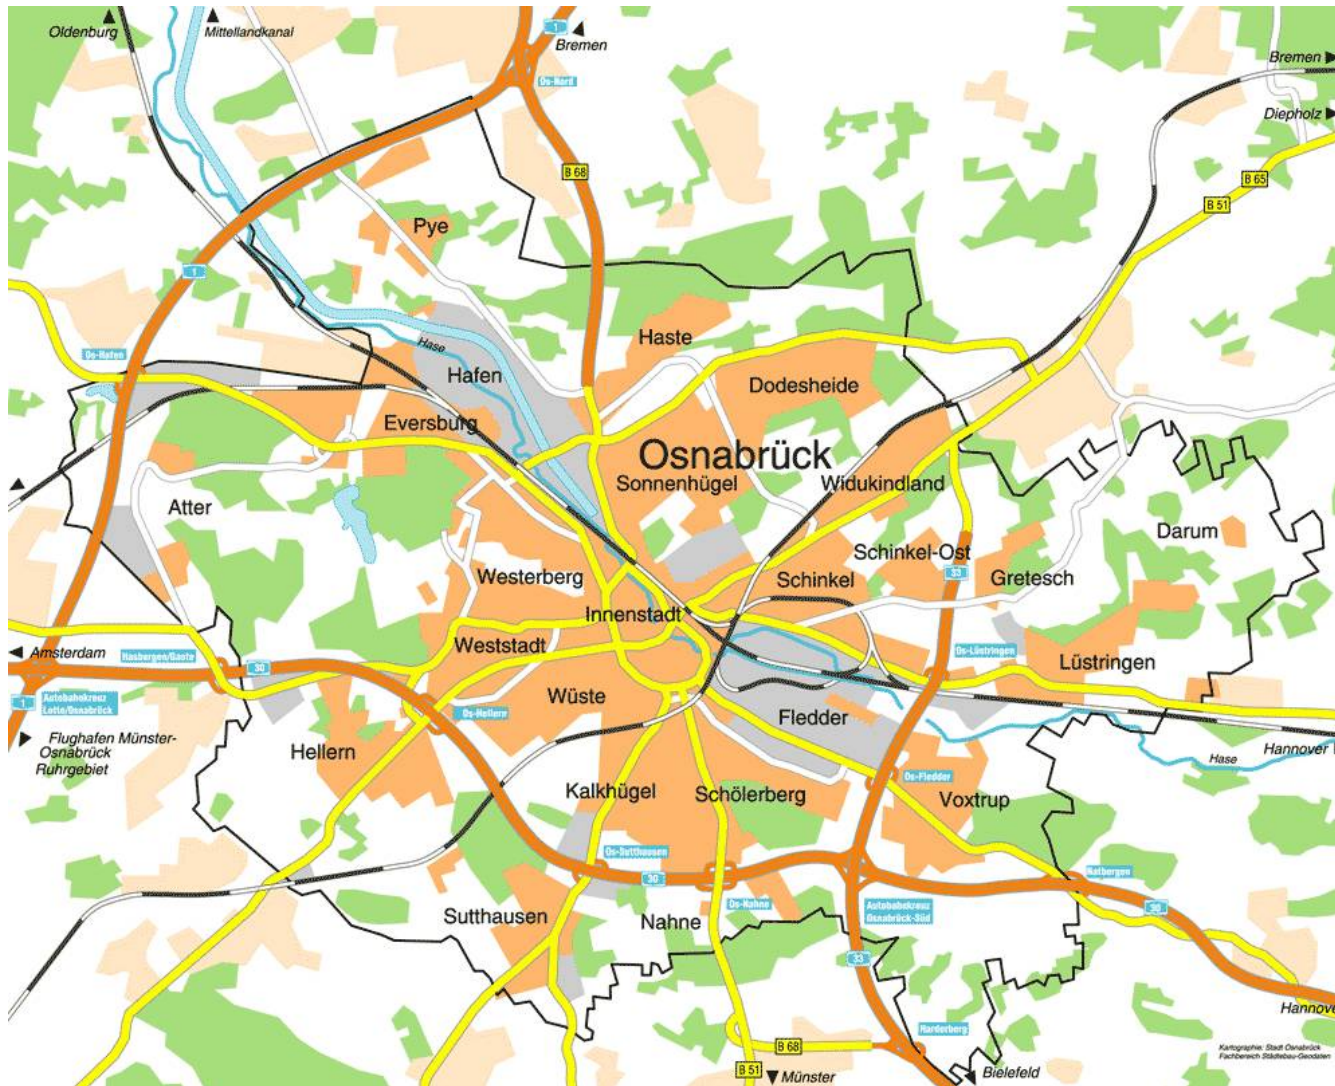 Oldenburg
Mittellandkanal
1
Bremen
Os-Nord
Bremen
Diepholz
B 68
B 65
B 51
Pye
1
Haste
Hase
Os-Hafen
Hafen
Dodesheide
Eversburg
Osnabrück
Sonnenhügel
Widukindland
Atter
Darum
Schinkel-Ost
Westerberg
Schinkel
33
Gretesch
Innenstadt
Weststadt
Amsterdam
Hasbergen/Gaste
30
Os-Lüstringen
Lüstringen
1
Autobahnkreuz
Lotte/Osnabrück
Wüste
Os-Hellern
Fledder
Flughafen Münster-
Osnabrück
Ruhrgebiet
Hellern
Hannover
Hase
Os-Fledder
Kalkhügel
Schölerberg
Voxtrup
Os-Sutthausen
30
Natbergen
Os-Nahne
Autobahnkreuz
Osnabrück-Süd
30
Sutthausen
Nahne
33
Hannover
Harderberg
B 68
Kartographie: Stadt Osnabrück
Fachbereich Städtebau-Geodaten
B 51
Münster
Bielefeld